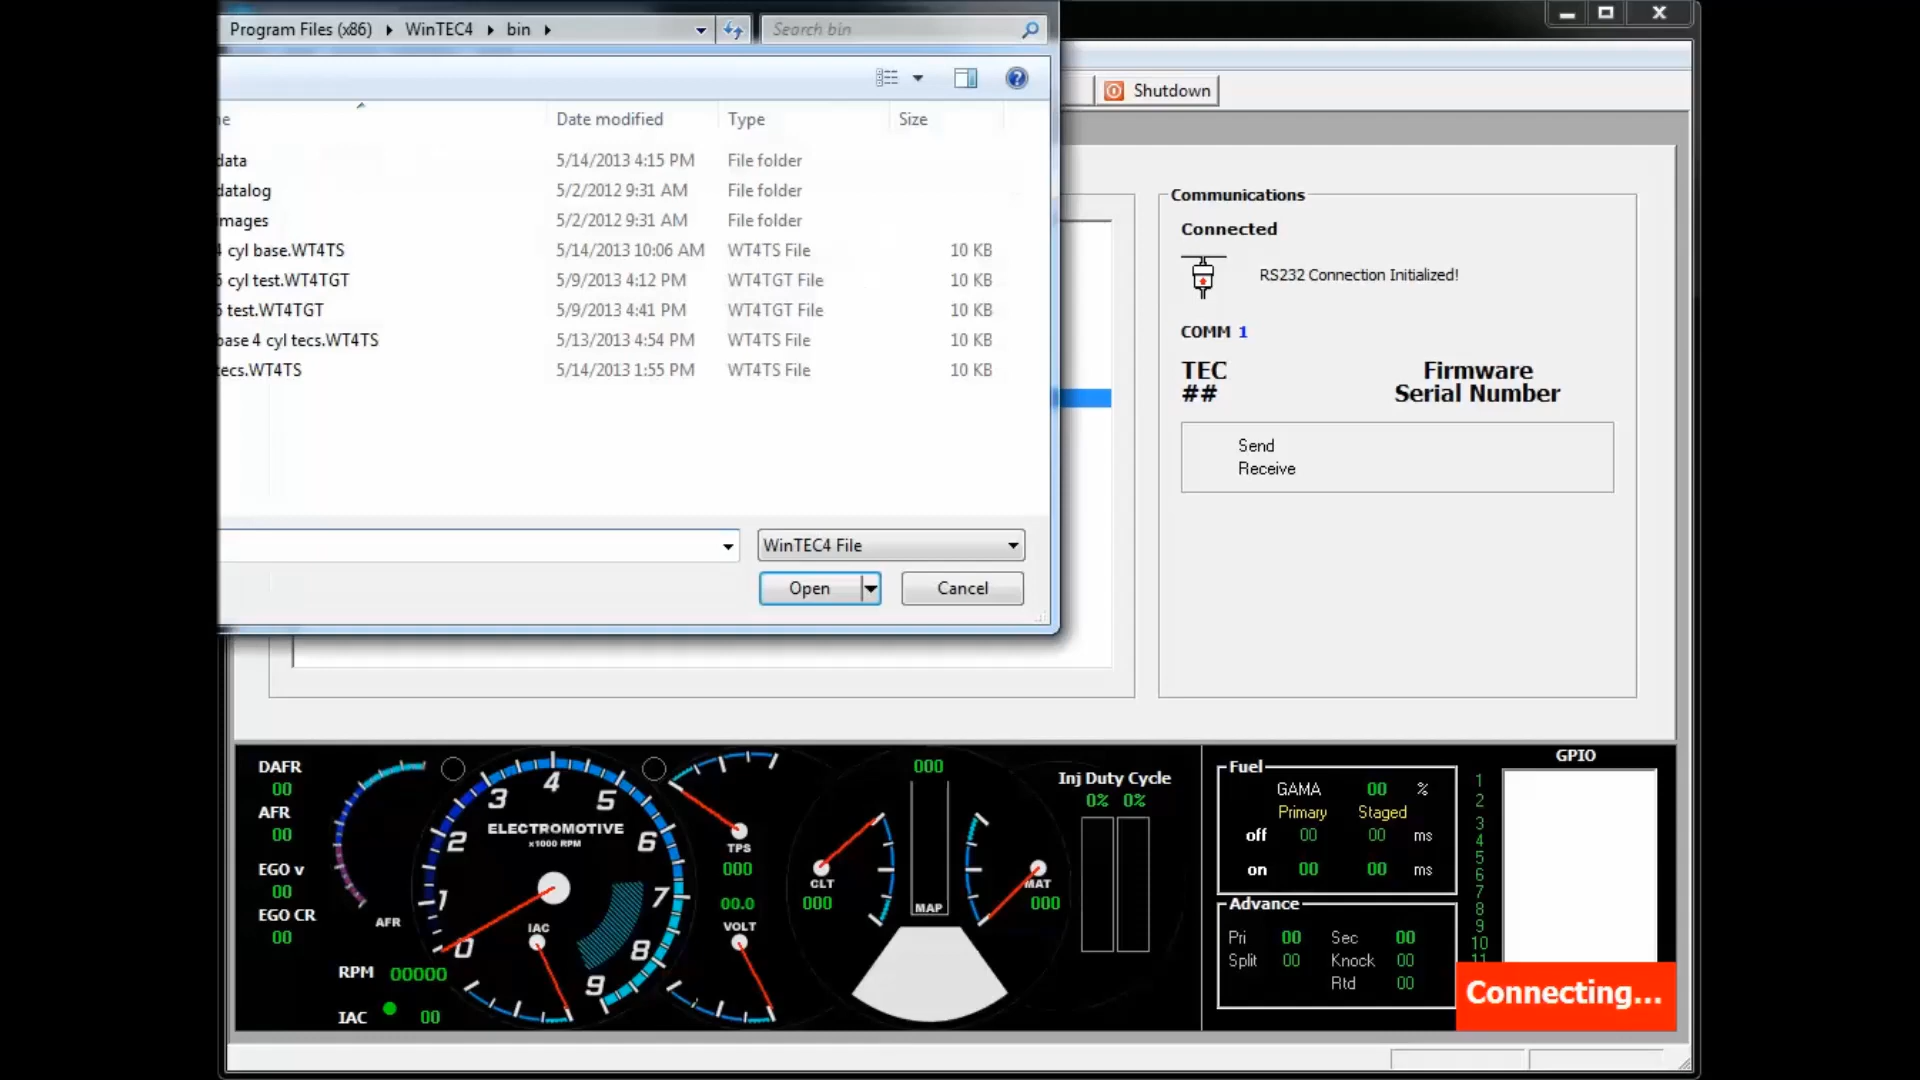 Program Files (x86) ▸ WinTEC4 ▸ bin ▸
Search bin
Shutdown
ne Date modified Type Size
data 5/14/2013 4:15 PM File folder
datalog 5/2/2012 9:31 AM File folder
images 5/2/2012 9:31 AM File folder
4 cyl base.WT4TS 5/14/2013 10:06 AM WT4TS File 10 KB
6 cyl test.WT4TGT 5/9/2013 4:12 PM WT4TGT File 10 KB
6 test.WT4TGT 5/9/2013 4:41 PM WT4TGT File 10 KB
base 4 cyl tecs.WT4TS 5/13/2013 4:54 PM WT4TS File 10 KB
tecs.WT4TS 5/14/2013 1:55 PM WT4TS File 10 KB
WinTEC4 File
Open Cancel
Communications
Connected
RS232 Connection Initialized!
COMM 1
TEC Firmware
## Serial Number
Send
Receive
DAFR
00
AFR
00
EGO v
00
EGO CR
00
AFR
0 1 2 3 4 5 6 7 8 9
ELECTROMOTIVE
x1000 RPM
IAC
RPM 00000
IAC 00
TPS
000
00.0
VOLT
CLT
000
000
MAP
MAT
000
Inj Duty Cycle
0% 0%
Fuel
GAMA 00 %
Primary Staged
off 00 00 ms
on 00 00 ms
Advance
Pri 00 Sec 00
Split 00 Knock 00
Rtd 00
GPIO
1
2
3
4
5
6
7
8
9
10
11
Connecting...